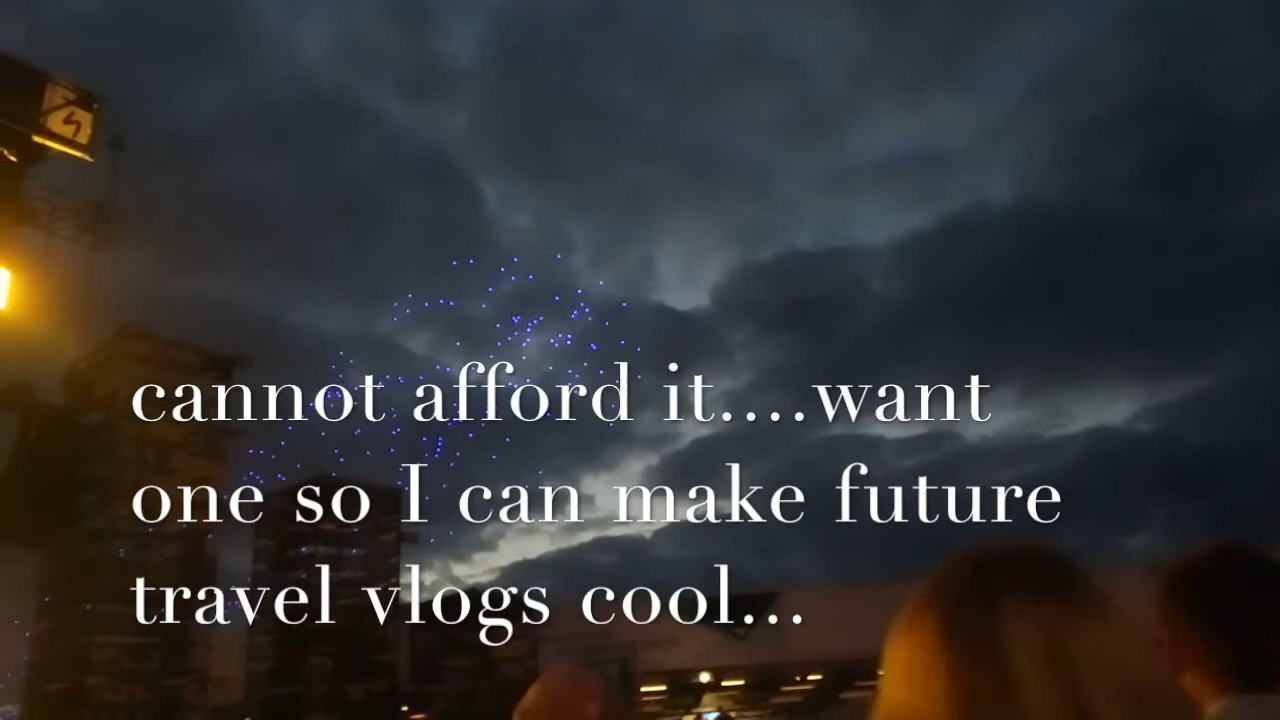 cannot afford it....want
one so I can make future
travel vlogs cool...